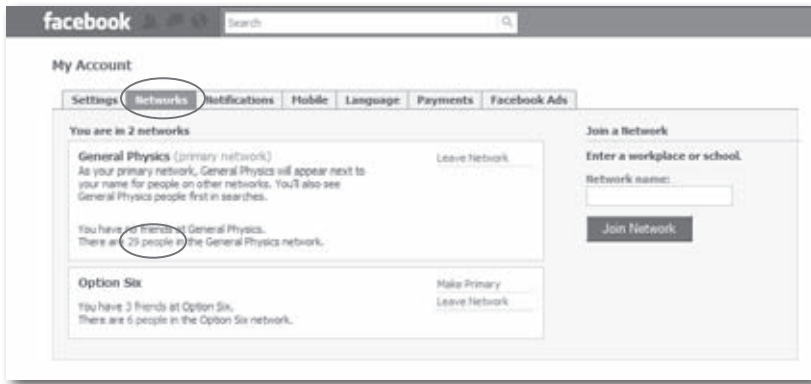 facebook
Search
My Account
Settings Networks Notifications Mobile Language Payments Facebook Ads
You are in 2 networks
General Physics (primary network)
As your primary network, General Physics will appear next to
your name for people on other networks. You'll also see
General Physics people first in searches.
Leave Network
You have no friends at General Physics.
There are 29 people in the General Physics network.
Option Six
You have 3 friends at Option Six.
There are 6 people in the Option Six network.
Make Primary
Leave Network
Join a Network
Enter a workplace or school.
Network name:
Join Network